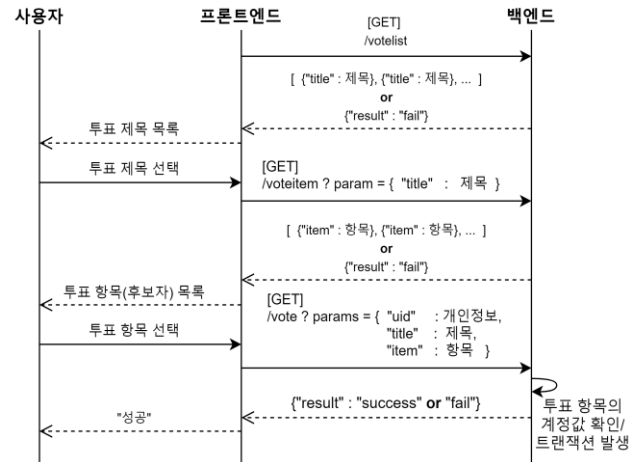 사용자
프론트엔드
백엔드
[GET]
/votelist
[ {"title" : 제목}, {"title" : 제목}, ... ]
or
{"result" : "fail"}
투표 제목 목록
투표 제목 선택
[GET]
/voteitem ? param = { "title" : 제목 }
[ {"item" : 항목}, {"item" : 항목}, ... ]
or
{"result" : "fail"}
투표 항목(후보자) 목록
[GET]
/vote ? params = { "uid" : 개인정보,
"title" : 제목,
"item" : 항목 }
투표 항목 선택
{"result" : "success" or "fail"}
"성공"
투표 항목의
계정값 확인/
트랜잭션 발생